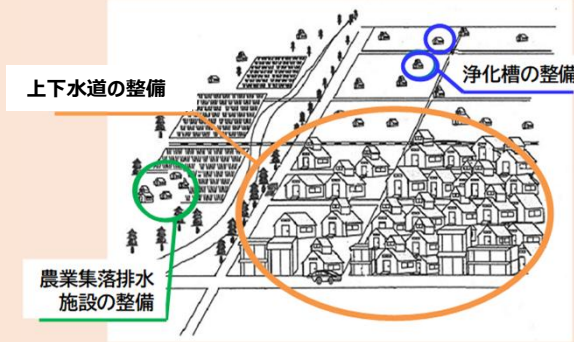 上下水道の整備
浄化槽の整備
農業集落排水
施設の整備